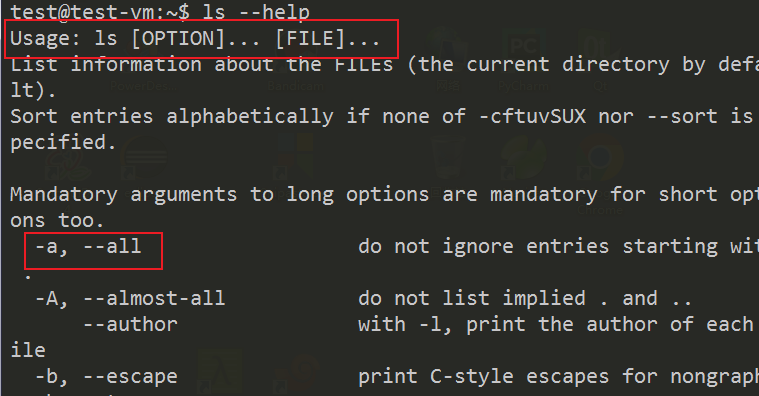 test@test-vm:~$ ls --help
Usage: ls [OPTION]... [FILE]...
List information about the FILEs (the current directory by defa
lt).
Sort entries alphabetically if none of -cftuvSUX nor --sort is
pecified.
Mandatory arguments to long options are mandatory for short opt
ons too.
-a, --all do not ignore entries starting wit
.
-A, --almost-all do not list implied . and ..
--author with -l, print the author of each
ile
-b, --escape print C-style escapes for nongraph